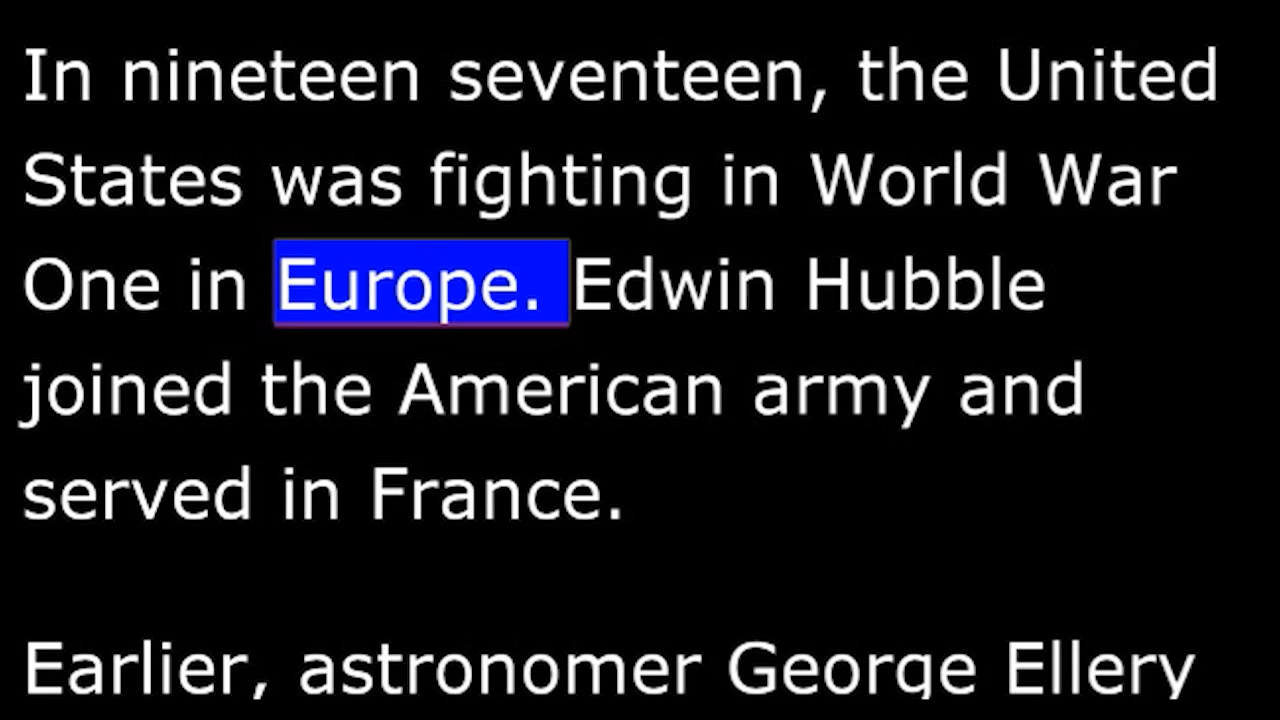 In nineteen seventeen, the United
States was fighting in World War
One in Europe. Edwin Hubble
joined the American army and
served in France.
Earlier, astronomer George Ellery